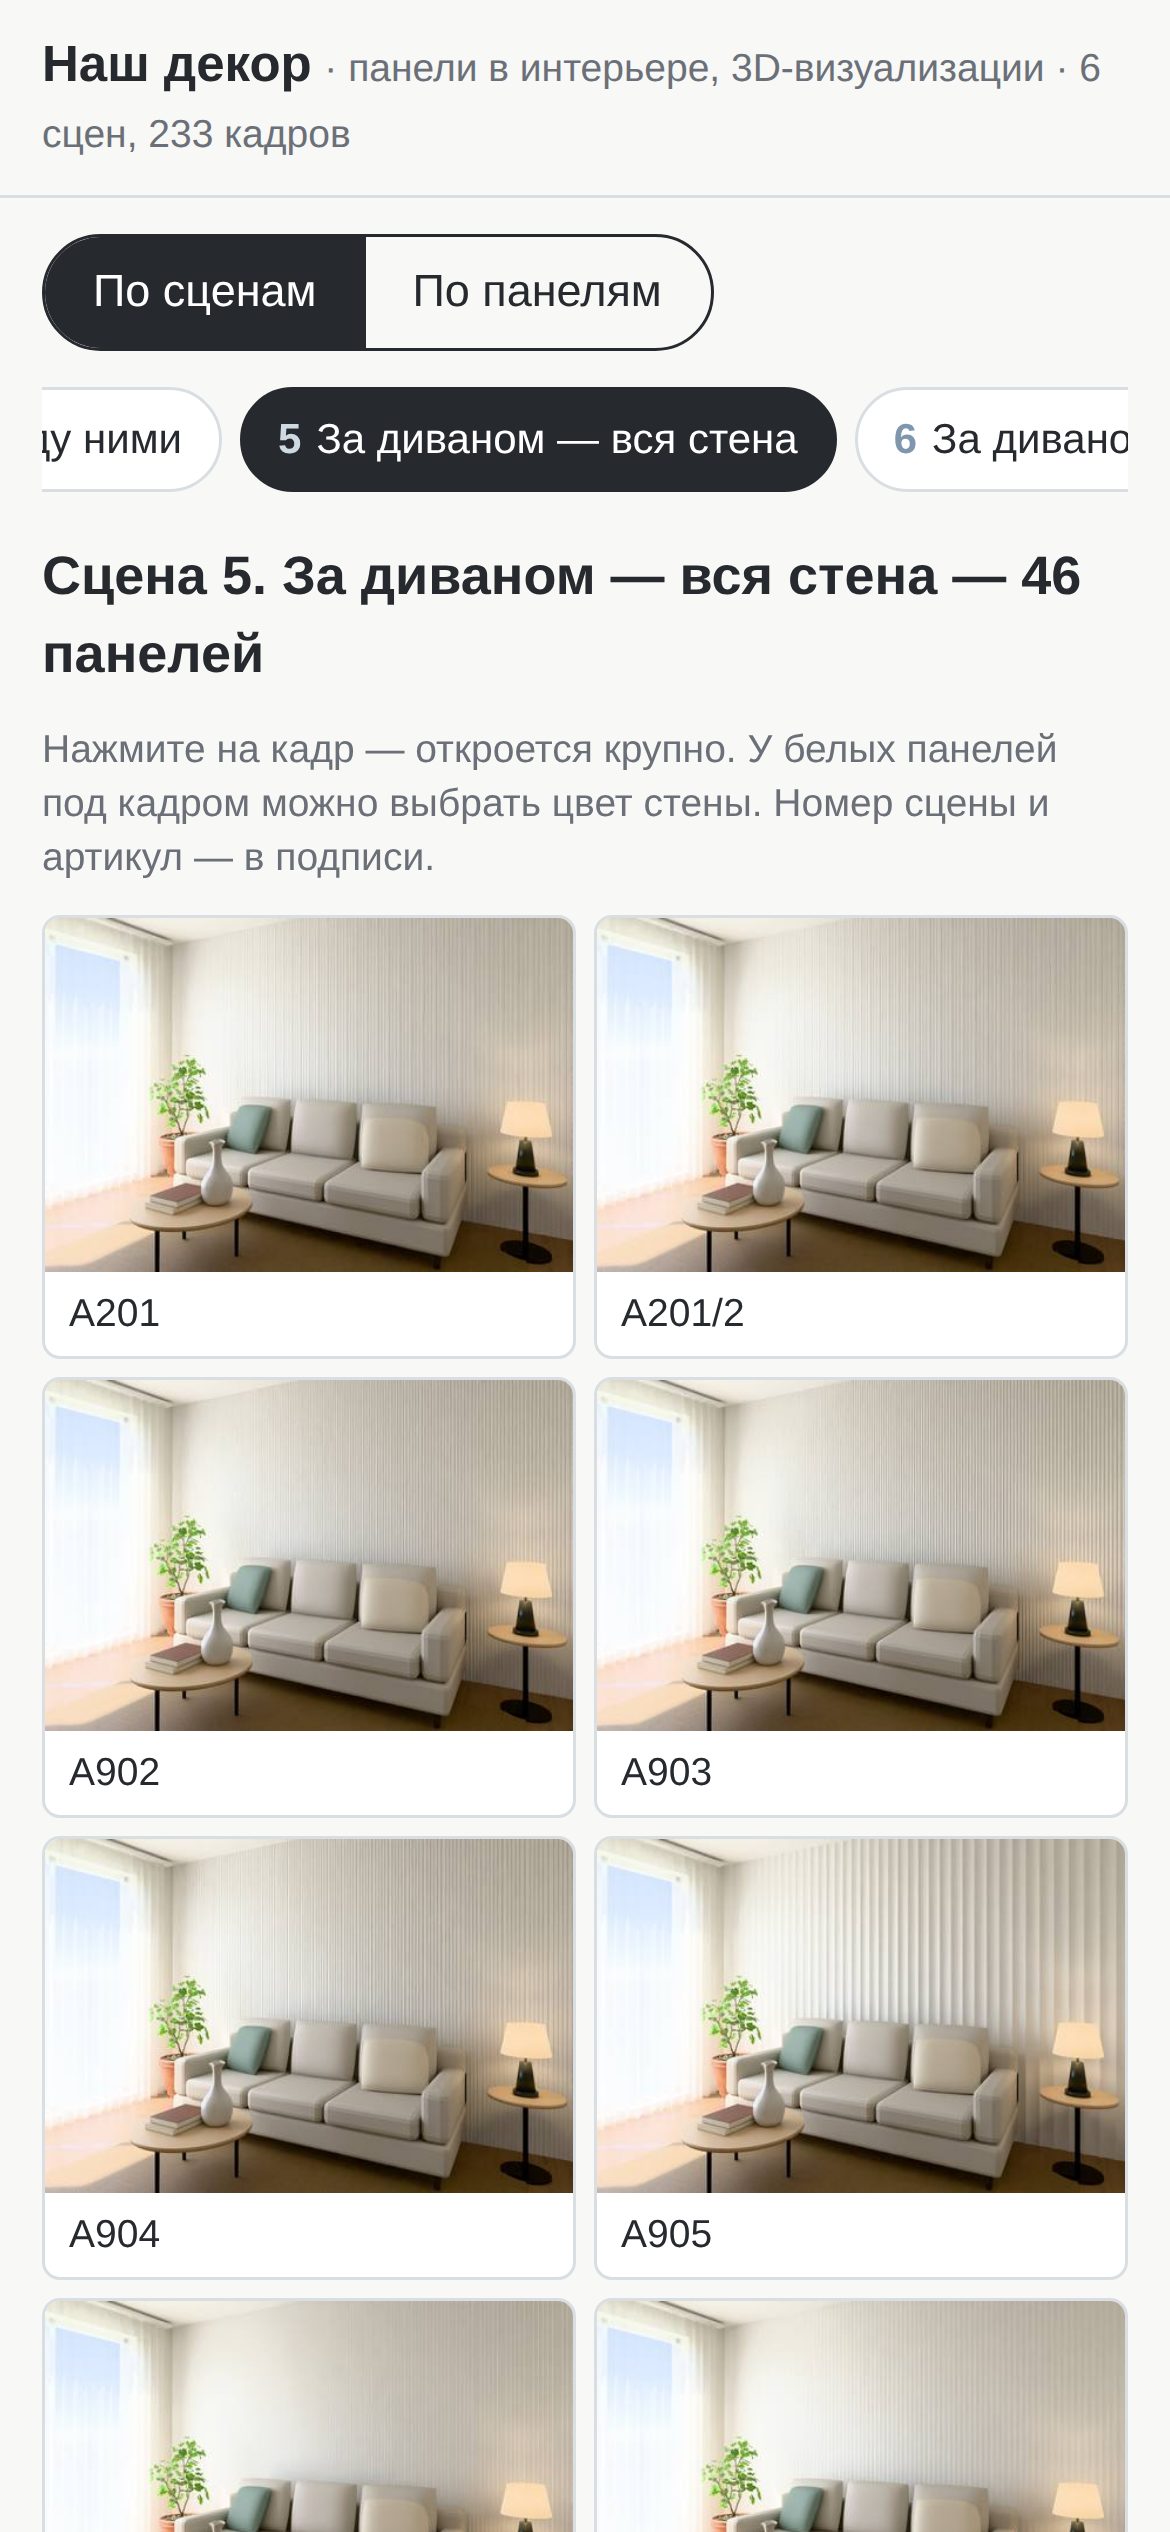 Наш декор · панели в интерьере, 3D-визуализации · 6
сцен, 233 кадров
По сценам
По панелям
ду ними
5 За диваном — вся стена
6 За дивано
Сцена 5. За диваном — вся стена — 46
панелей
Нажмите на кадр — откроется крупно. У белых панелей
под кадром можно выбрать цвет стены. Номер сцены и
артикул — в подписи.
A201
A201/2
A902
A903
A904
A905